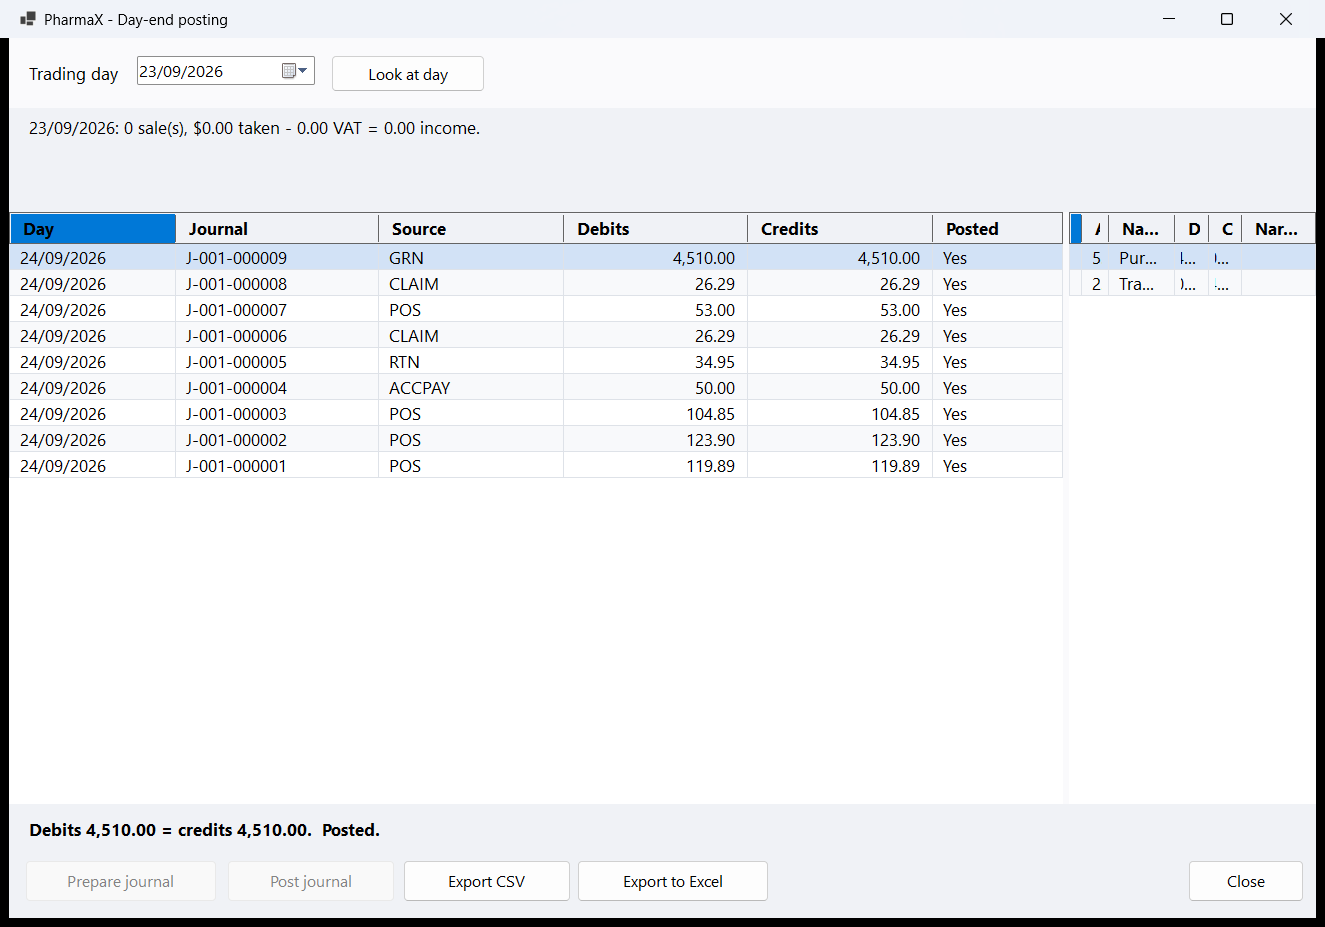 PharmaX - Day-end posting
Trading day 23/09/2026 Look at day
23/09/2026: 0 sale(s), $0.00 taken - 0.00 VAT = 0.00 income.
Day Journal Source Debits Credits Posted Na... D C Nar...
24/09/2026 J-001-000009 GRN 4,510.00 4,510.00 Yes 5 Pur...
24/09/2026 J-001-000008 CLAIM 26.29 26.29 Yes 2 Tra...
24/09/2026 J-001-000007 POS 53.00 53.00 Yes
24/09/2026 J-001-000006 CLAIM 26.29 26.29 Yes
24/09/2026 J-001-000005 RTN 34.95 34.95 Yes
24/09/2026 J-001-000004 ACCPAY 50.00 50.00 Yes
24/09/2026 J-001-000003 POS 104.85 104.85 Yes
24/09/2026 J-001-000002 POS 123.90 123.90 Yes
24/09/2026 J-001-000001 POS 119.89 119.89 Yes
Debits 4,510.00 = credits 4,510.00. Posted.
Prepare journal Post journal Export CSV Export to Excel Close